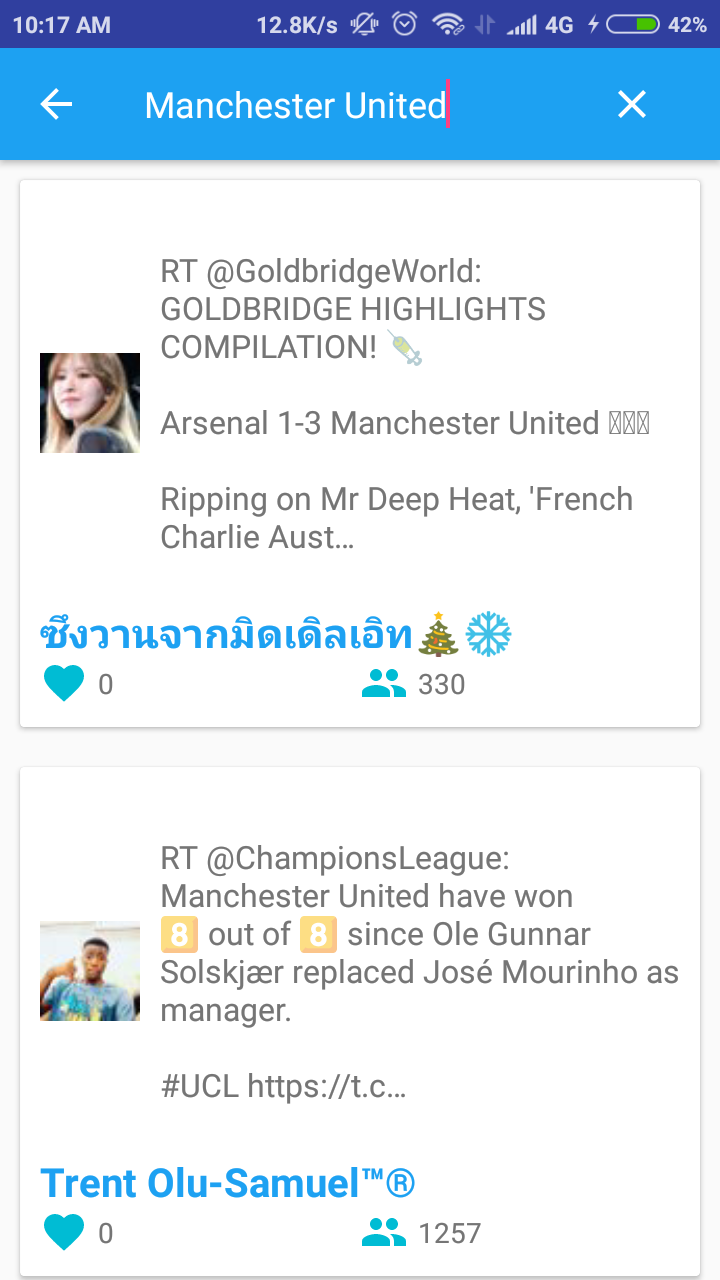 10:17 AM 12.8K/s 4G 42%
Manchester United
RT @GoldbridgeWorld:
GOLDBRIDGE HIGHLIGHTS
COMPILATION! 💉
Arsenal 1-3 Manchester United
Ripping on Mr Deep Heat, 'French
Charlie Aust…
ซึงวานจากมิดเดิลเอิท🎄❄️
0 330
RT @ChampionsLeague:
Manchester United have won
8️⃣ out of 8️⃣ since Ole Gunnar
Solskjær replaced José Mourinho as
manager.
#UCL https://t.c…
Trent Olu-Samuel™®
0 1257